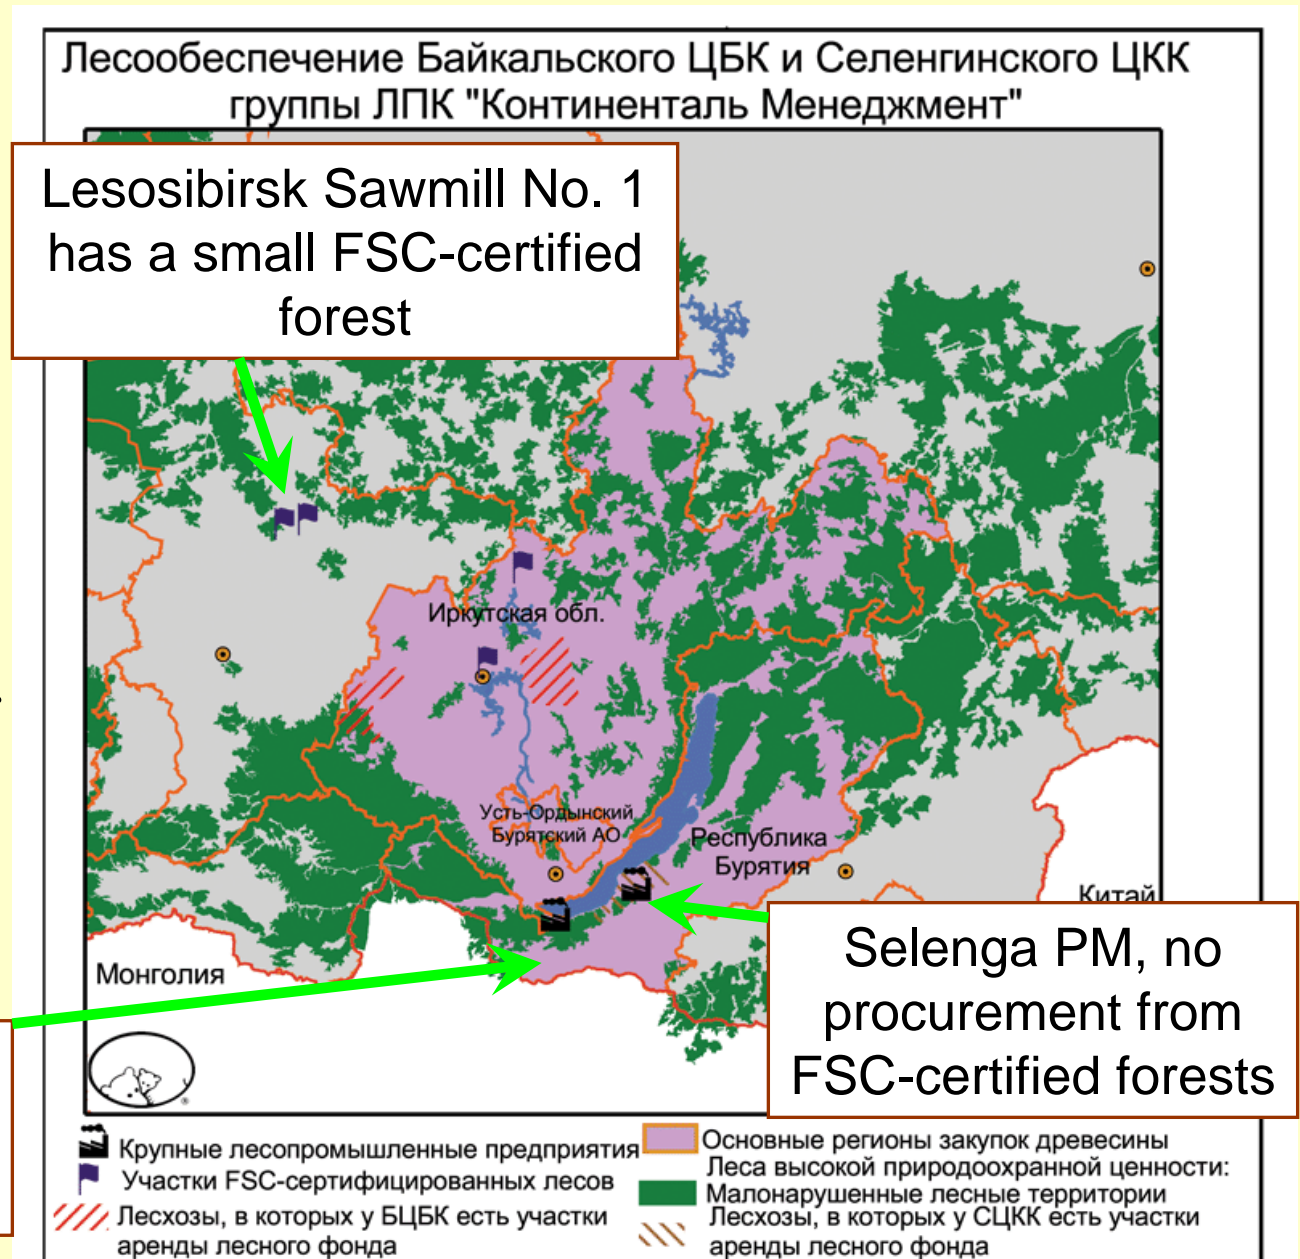 Лесообеспечение Байкальского ЦБК и Селенгинского ЦКК
группы ЛПК "Континенталь Менеджмент"
Lesosibirsk Sawmill No. 1
has a small FSC-certified
forest
Иркутская обл.
Усть-Ордынский
Бурятский АО
Республика
Бурятия
Китай
Монголия
Selenga PM, no
procurement from
FSC-certified forests
Крупные лесопромышленные предприятия
Участки FSC-сертифицированных лесов
Лесхозы, в которых у БЦБК есть участки
аренды лесного фонда
Основные регионы закупок древесины
Леса высокой природоохранной ценности:
Малонарушенные лесные территории
Лесхозы, в которых у СЦКК есть участки
аренды лесного фонда